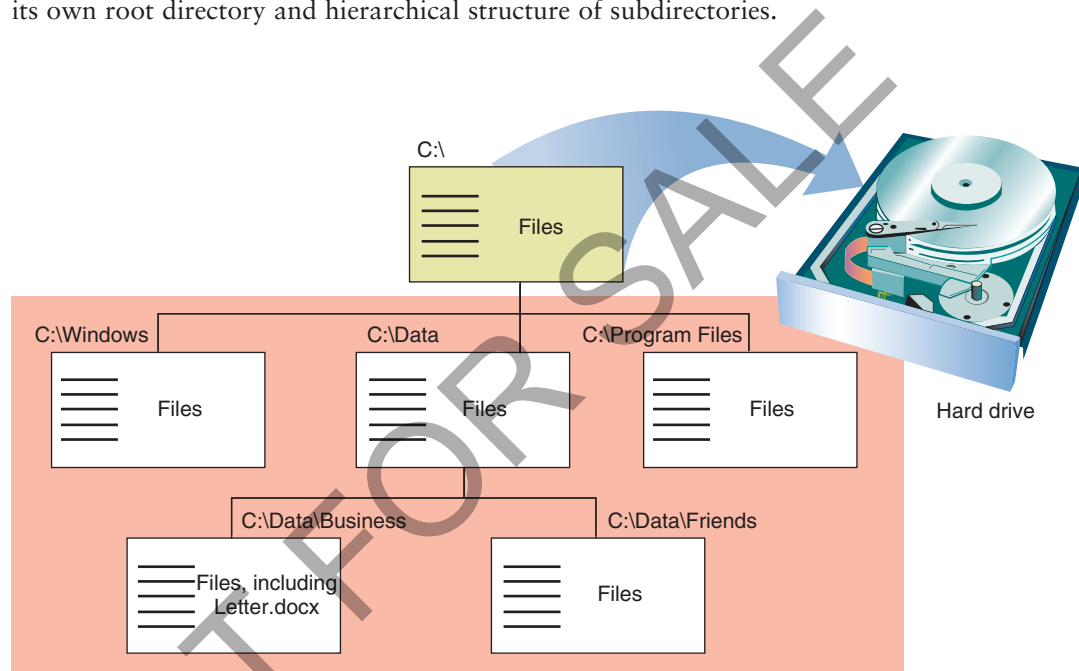 its own root directory and hierarchical structure of subdirectories.
C:\
Files
C:\Windows
C:\Data
C:\Program Files
Files
Files
Files
Hard drive
C:\Data\Business
C:\Data\Friends
Files, including
Letter.docx
Files
T FOR SALE